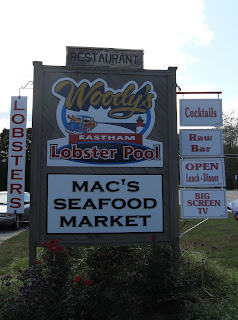 RESTAURANT
Woody's
EASTHAM
Lobster Pool
MAC'S
SEAFOOD
MARKET
LOBSTERS
Cocktails
Raw
Bar
OPEN
Lunch - Dinner
BIG
SCREEN
TV